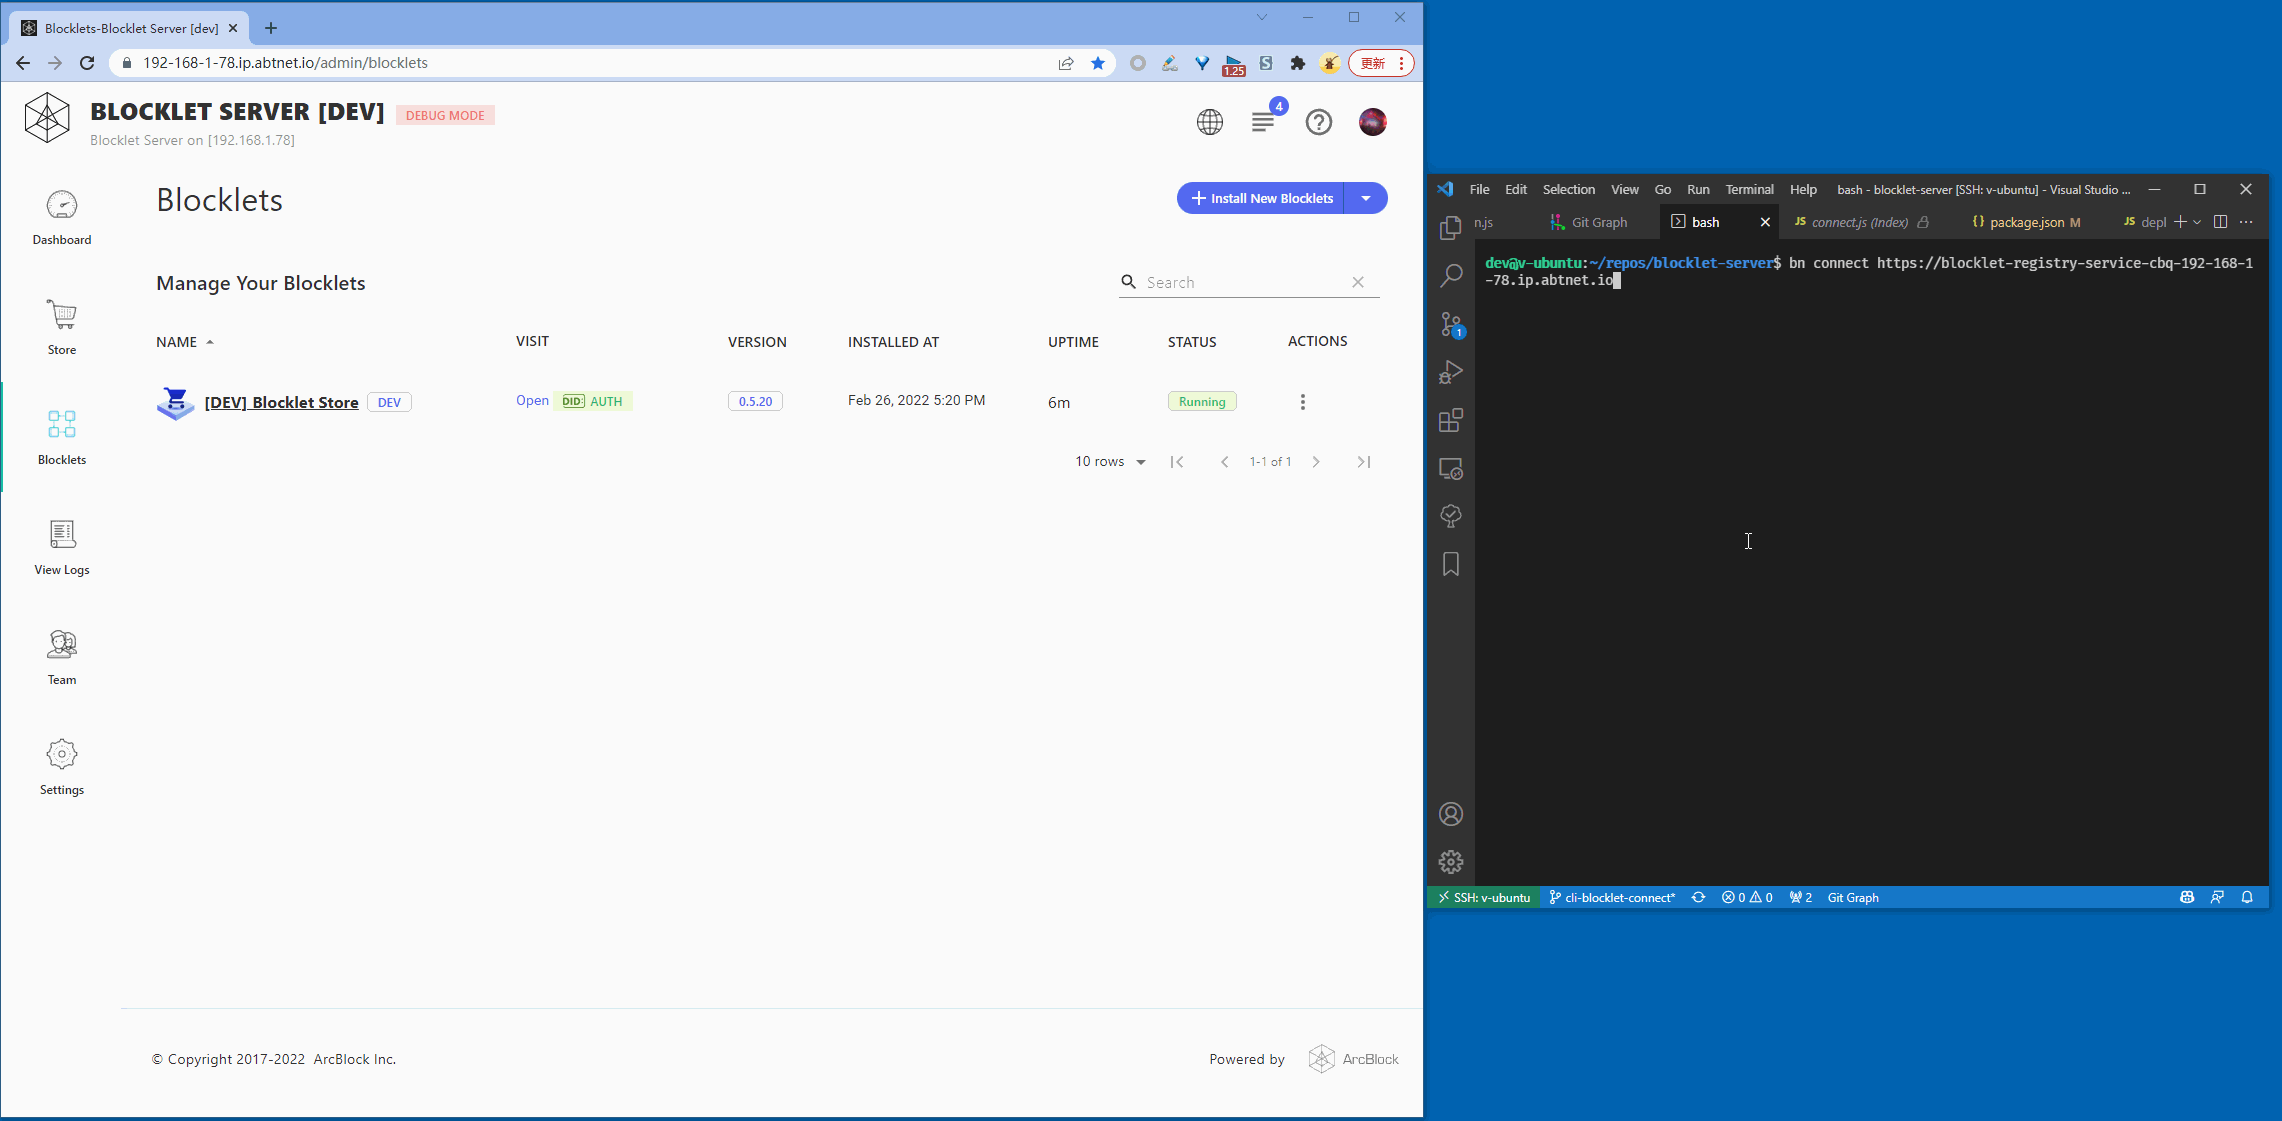 Blocklets-Blocklet Server [dev]
192-168-1-78.ip.abtnet.io/admin/blocklets
1.25
S
更新
BLOCKLET SERVER [DEV]
DEBUG MODE
Blocklet Server on [192.168.1.78]
4
Dashboard
Store
Blocklets
View Logs
Team
Settings
Blocklets
Install New Blocklets
Manage Your Blocklets
Search
NAME VISIT VERSION INSTALLED AT UPTIME STATUS ACTIONS
[DEV] Blocklet Store DEV Open DID: AUTH 0.5.20 Feb 26, 2022 5:20 PM 6m Running
10 rows 1-1 of 1
© Copyright 2017-2022 ArcBlock Inc.
Powered by ArcBlock
File Edit Selection View Go Run Terminal Help bash - blocklet-server [SSH: v-ubuntu] - Visual Studio ...
n.js Git Graph bash JS connect.js (Index) {} package.json M JS depl
dev@v-ubuntu:~/repos/blocklet-server$ bn connect https://blocklet-registry-service-cbq-192-168-1
-78.ip.abtnet.io
1
SSH: v-ubuntu cli-blocklet-connect* 0 0 2 Git Graph